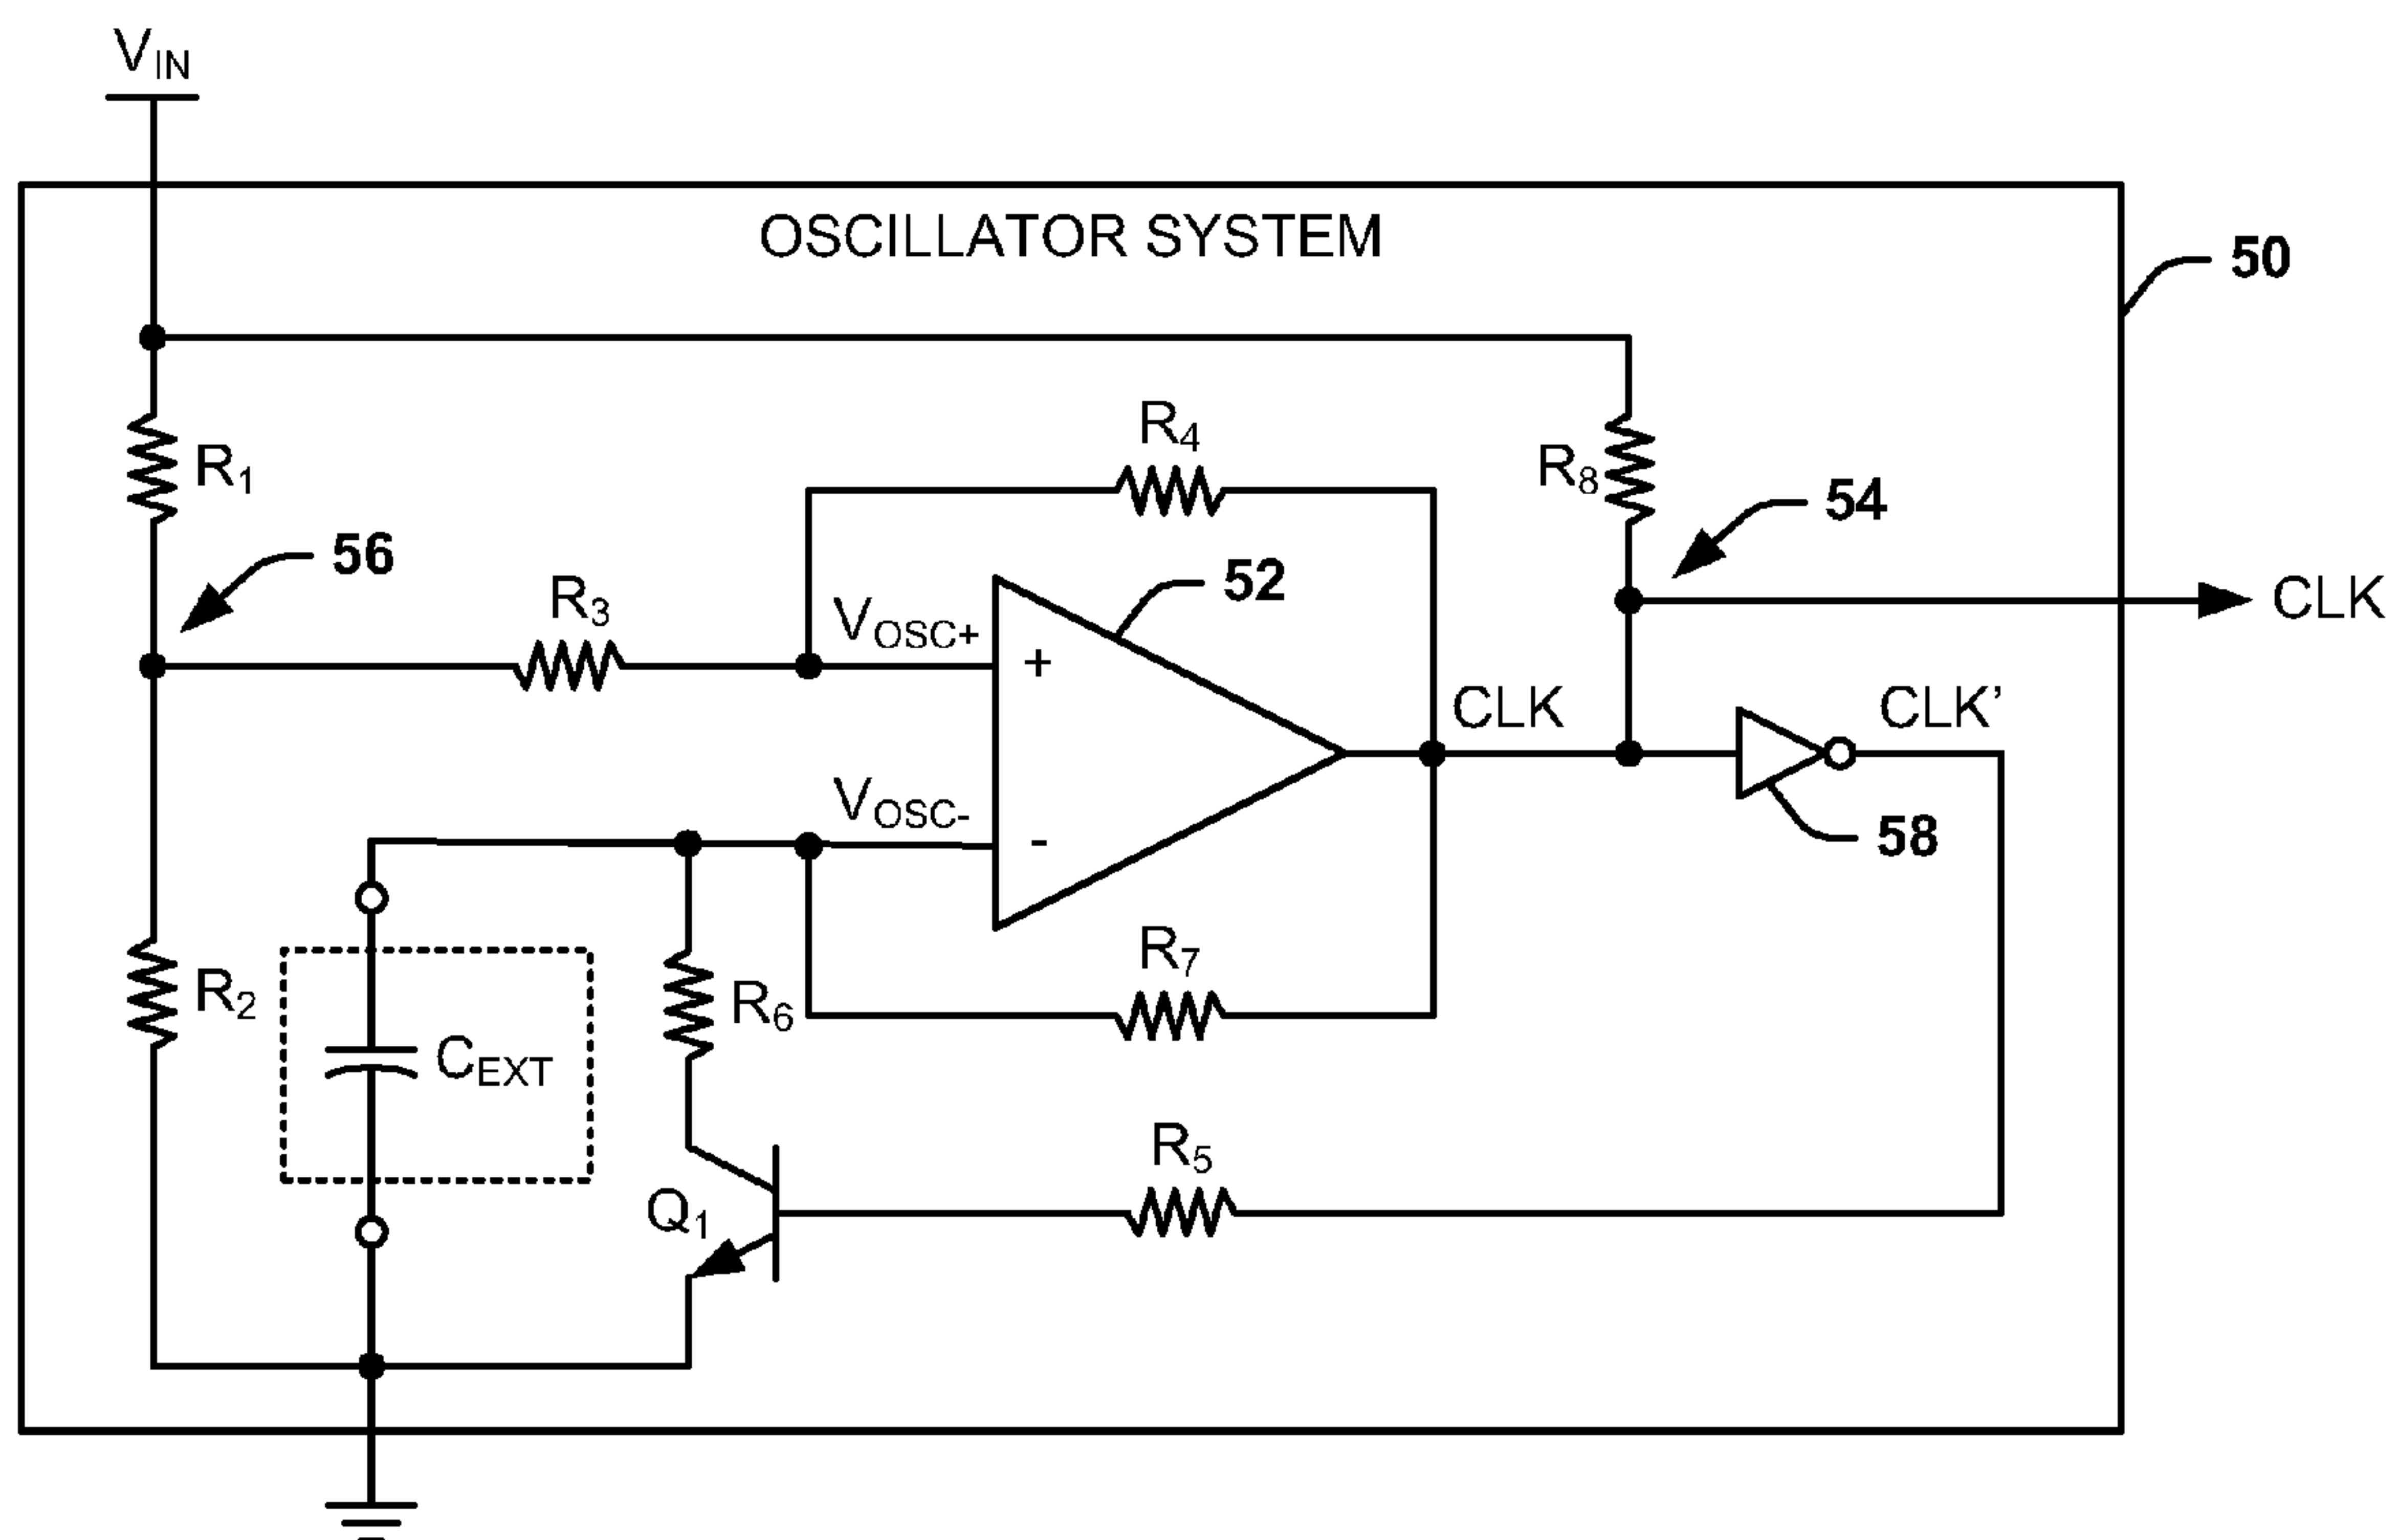 V_IN
OSCILLATOR SYSTEM
50
R_4
R_1
R_8
54
56
52
R_3
V_OSC+
CLK
+
CLK
CLK’
V_OSC-
-
58
R_7
R_2
R_6
C_EXT
R_5
Q_1